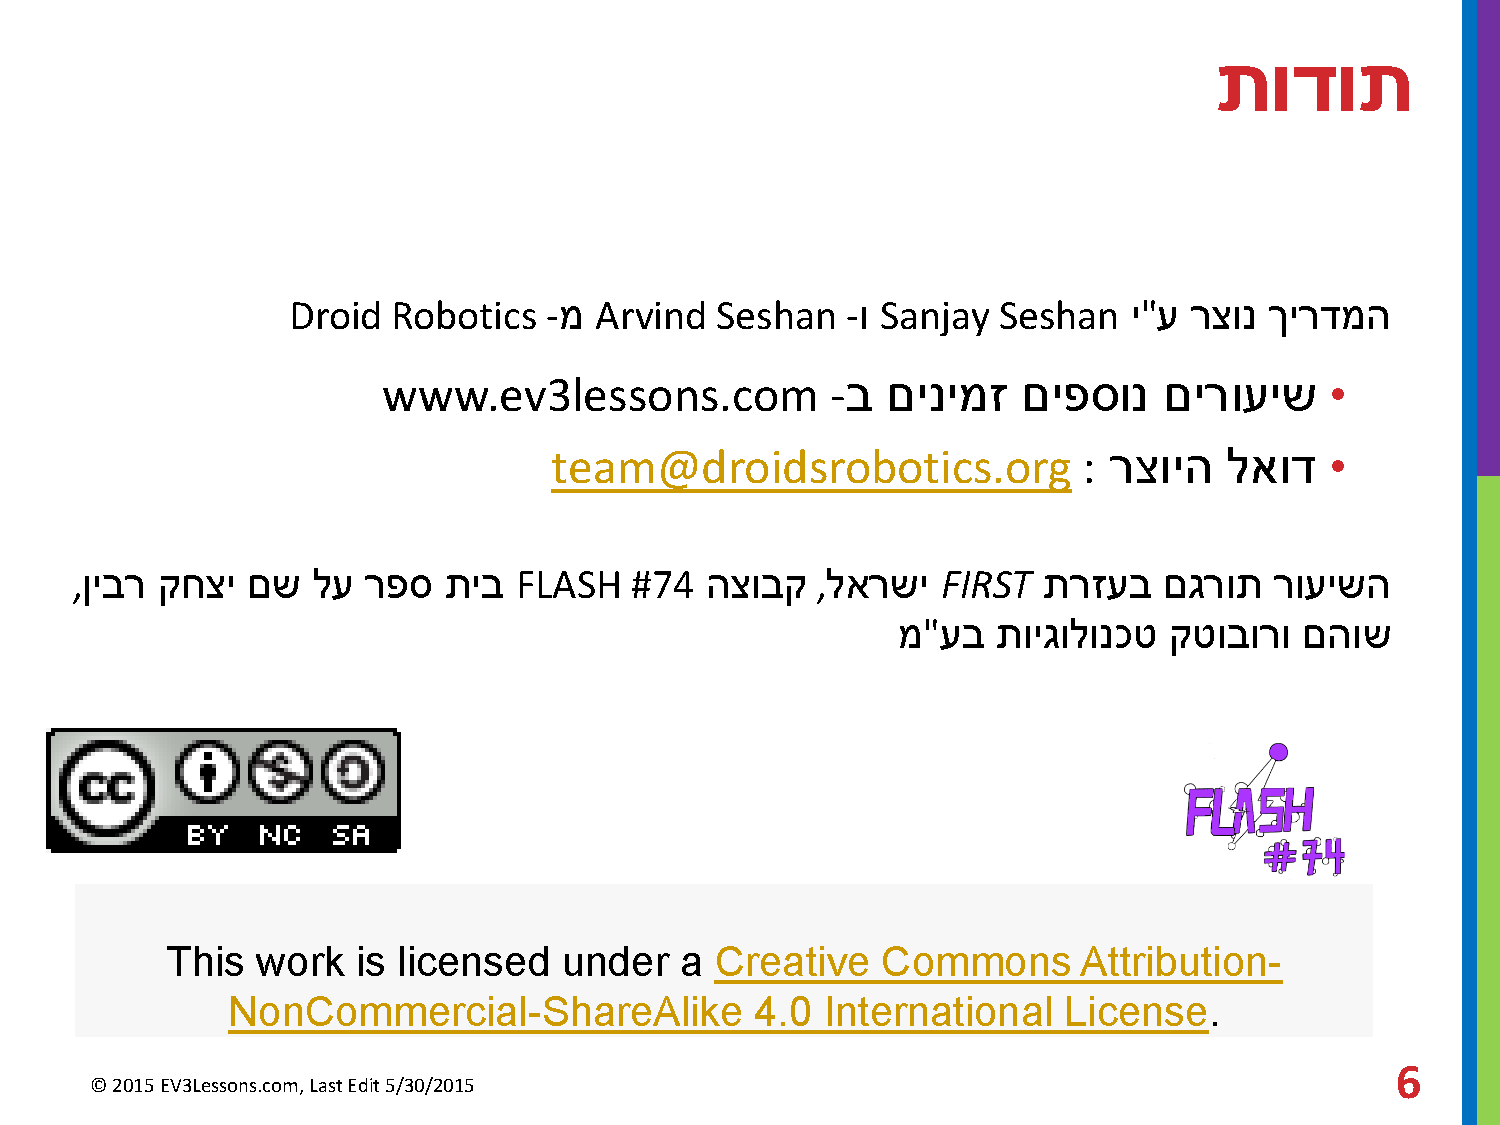 תודות
המדריך נוצר ע"י Sanjay Seshan ו- Arvind Seshan מ- Droid Robotics
• שיעורים נוספים זמינים ב- www.ev3lessons.com
• דואל היוצר : team@droidsrobotics.org
השיעור תורגם בעזרת FIRST ישראל, קבוצה FLASH #74 בית ספר על שם יצחק רבין,
שוהם ורובוטק טכנולוגיות בע"מ
CC
BY NC SA
FLASH
#74
This work is licensed under a Creative Commons Attribution-
NonCommercial-ShareAlike 4.0 International License.
© 2015 EV3Lessons.com, Last Edit 5/30/2015
6